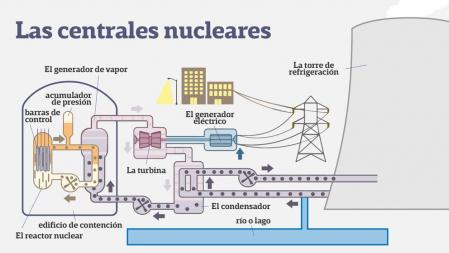 Las centrales nucleares
El generador de vapor
acumulador
de presión
barras de
control
La torre de
refrigeración
El generador
eléctrico
La turbina
El condensador
edificio de contención
río o lago
El reactor nuclear